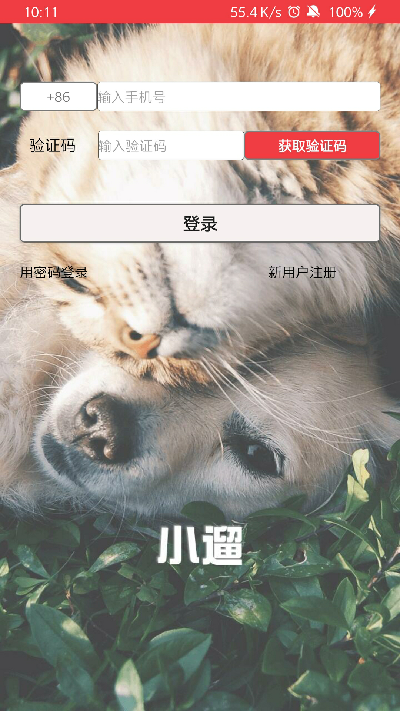 10:11 55.4 K/s 100%
+86 输入手机号
验证码 输入验证码 获取验证码
登录
用密码登录 新用户注册
小遛